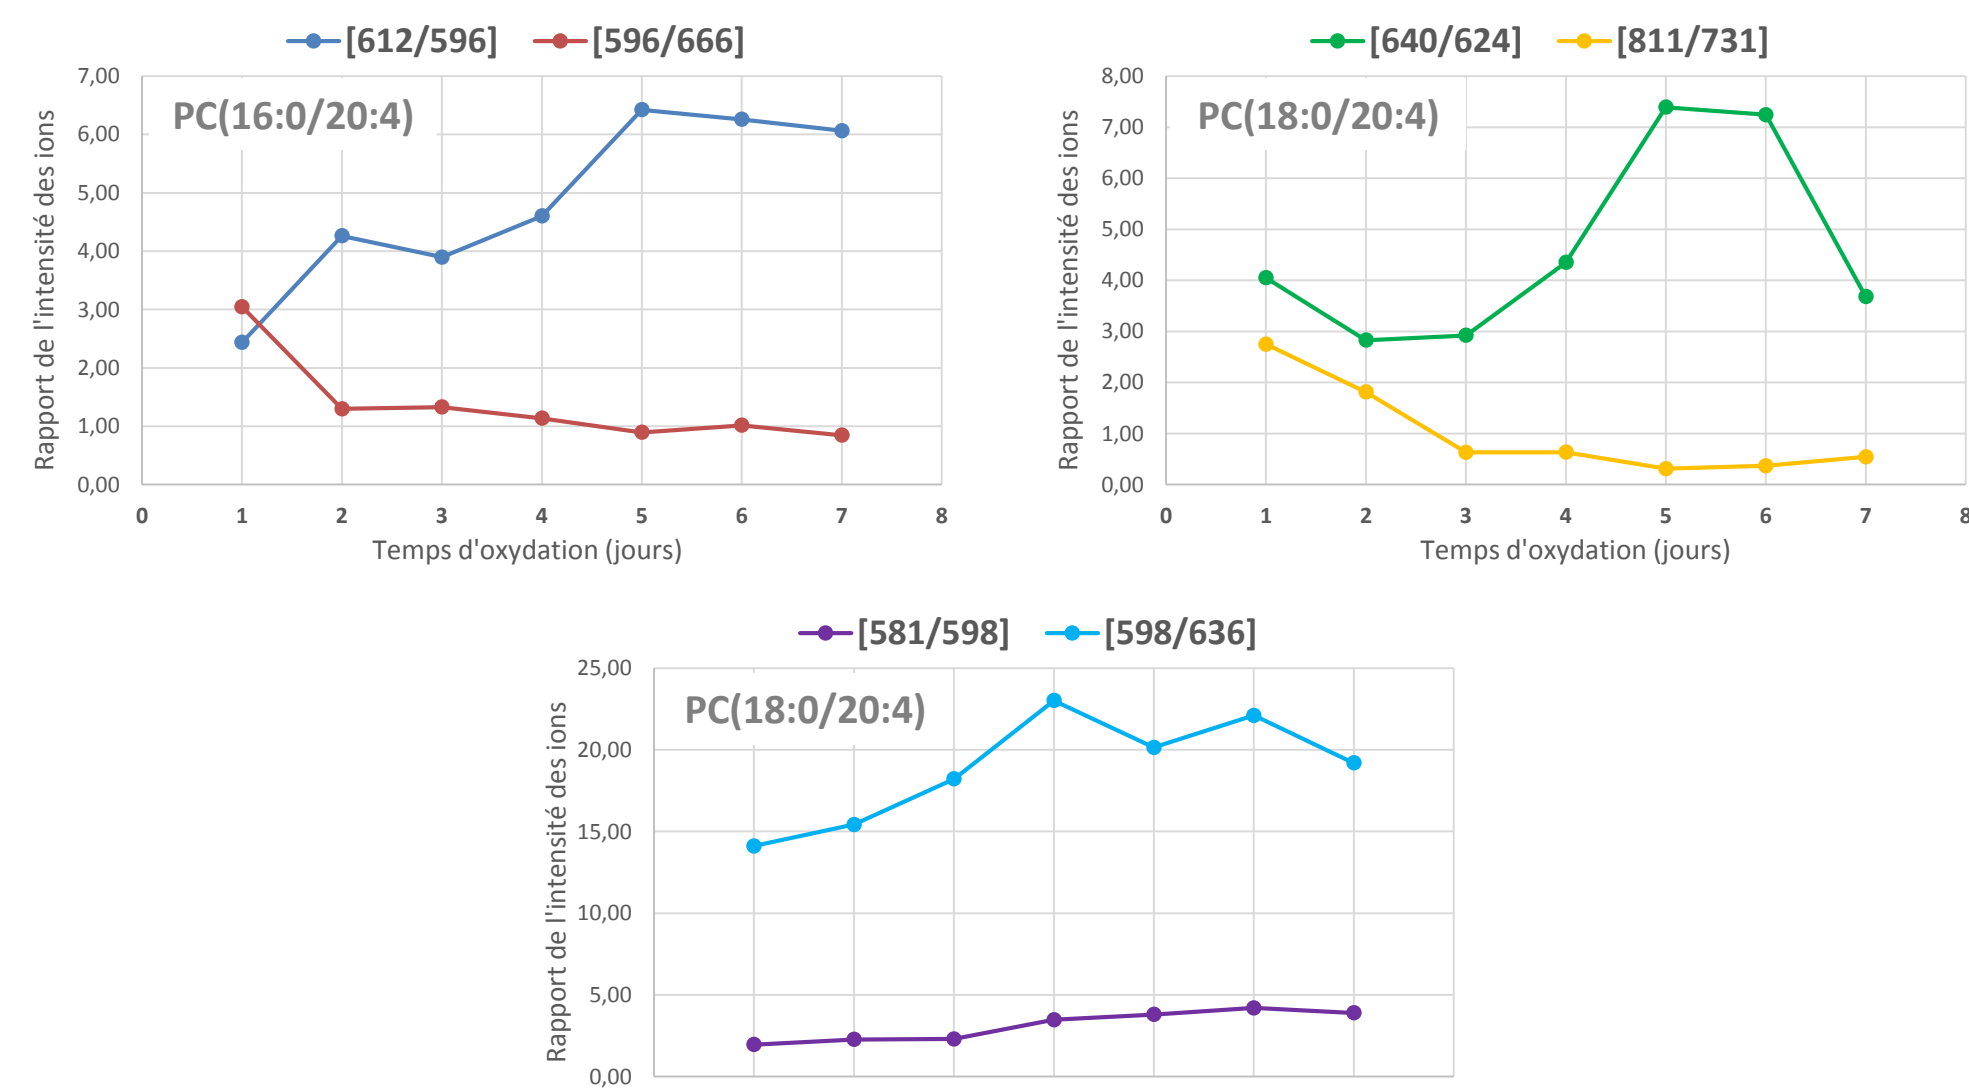 [612/596] [596/666]
PC(16:0/20:4)
Rapport de l'intensité des ions
7,00
6,00
5,00
4,00
3,00
2,00
1,00
0,00
0 1 2 3 4 5 6 7 8
Temps d'oxydation (jours)
[640/624] [811/731]
PC(18:0/20:4)
Rapport de l'intensité des ions
8,00
7,00
6,00
5,00
4,00
3,00
2,00
1,00
0,00
0 1 2 3 4 5 6 7 8
Temps d'oxydation (jours)
[581/598] [598/636]
PC(18:0/20:4)
Rapport de l'intensité des ions
25,00
20,00
15,00
10,00
5,00
0,00